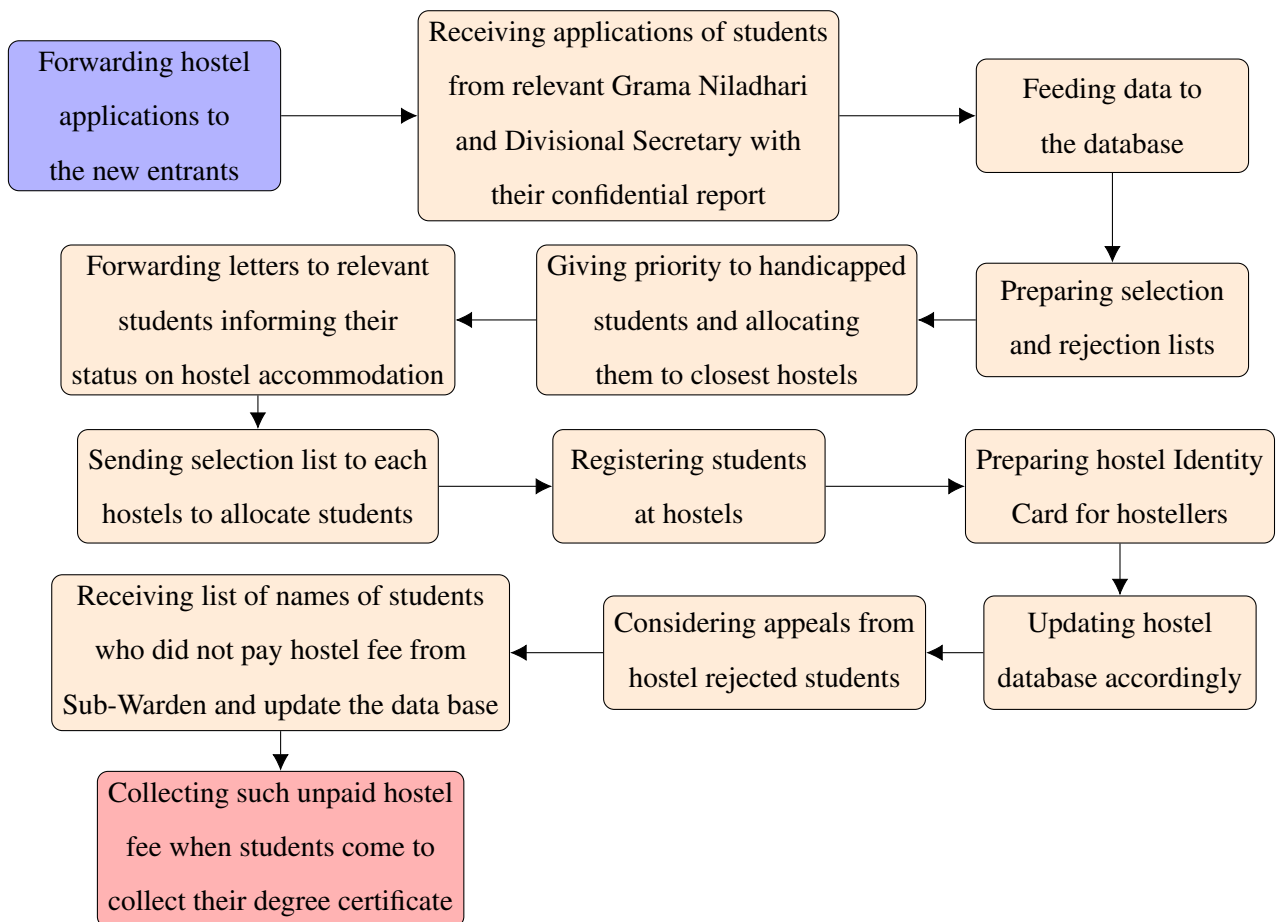 Forwarding hostel
applications to
the new entrants
Receiving applications of students
from relevant Grama Niladhari
and Divisional Secretary with
their confidential report
Feeding data to
the database
Preparing selection
and rejection lists
Giving priority to handicapped
students and allocating
them to closest hostels
Forwarding letters to relevant
students informing their
status on hostel accommodation
Sending selection list to each
hostels to allocate students
Registering students
at hostels
Preparing hostel Identity
Card for hostellers
Updating hostel
database accordingly
Considering appeals from
hostel rejected students
Receiving list of names of students
who did not pay hostel fee from
Sub-Warden and update the data base
Collecting such unpaid hostel
fee when students come to
collect their degree certificate